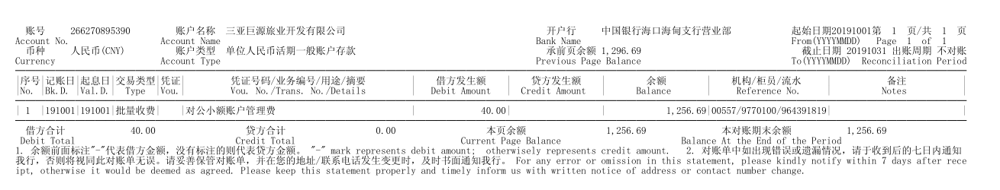 账号 266270895390 账户名称 三亚巨源旅业开发有限公司 开户行 中国银行海口海甸支行营业部 起始日期20191001第 1 页/共 1 页
Account No. Account Name Bank Name From(YYYYMMDD) Page 1 of 1
币种 人民币(CNY) 账户类型 单位人民币活期一般账户存款 承前页余额 1,296.69 截止日期 20191031 出账周期 不对账
Currency Account Type Previous Page Balance To(YYYYMMDD) Reconciliation Period
序号 记账日 起息日 交易类型 凭证 凭证号码/业务编号/用途/摘要 借方发生额 贷方发生额 余额 机构/柜员/流水 备注
No. Bk.D. Val.D. Type Vou. Vou. No./Trans. No./Details Debit Amount Credit Amount Balance Reference No. Notes
1 191001 191001 批量收费 对公小额账户管理费 40.00 1,256.69 00557/9770100/964391819
借方合计 40.00 贷方合计 0.00 本页余额 1,256.69 本对账期末余额 1,256.69
Debit Total Credit Total Current Page Balance Balance At the End of the Period
1. 余额前面标注"-"代表借方金额，没有标注的则代表贷方金额。 "-" mark represents debit amount; otherwise represents credit amount. 2. 对账单中如出现错误或遗漏情况，请于收到后的七日内通知
我行，否则将视同此对账单无误。请妥善保管对账单，并在您的地址/联系电话发生变更时，及时书面通知我行。 For any error or omission in this statement, please kindly notify within 7 days after rece
ipt, otherwise it would be deemed as agreed. Please keep this statement properly and timely inform us with written notice of address or contact number change.